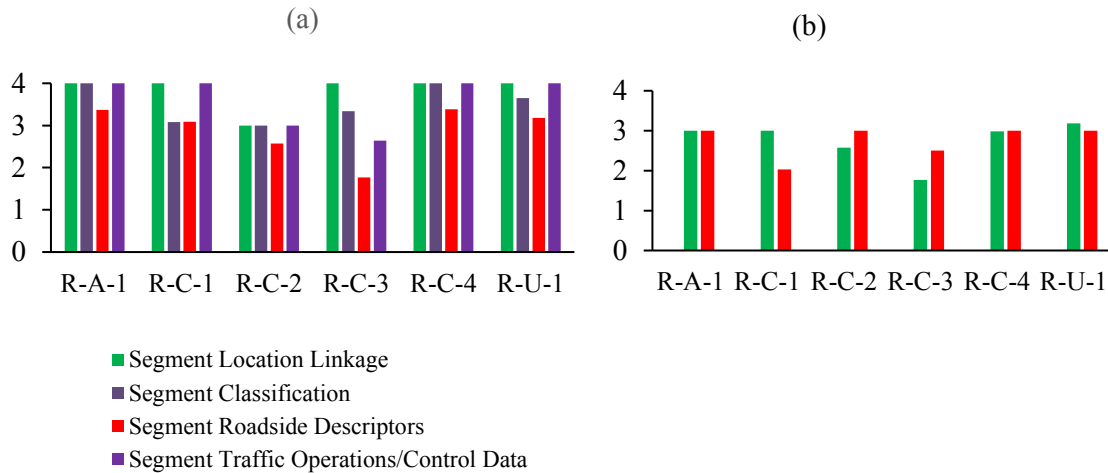 (a)
4
3
2
1
0
R-A-1 R-C-1 R-C-2 R-C-3 R-C-4 R-U-1
(b)
4
3
2
1
0
R-A-1 R-C-1 R-C-2 R-C-3 R-C-4 R-U-1
Segment Location Linkage
Segment Classification
Segment Roadside Descriptors
Segment Traffic Operations/Control Data